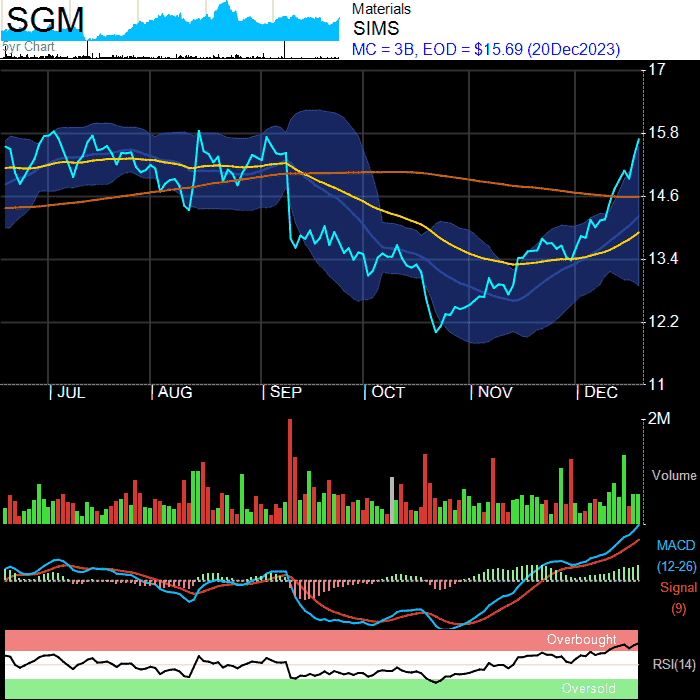 SGM
5yr Chart
Materials
SIMS
MC = 3B, EOD = $15.69 (20Dec2023)
17
15.8
14.6
13.4
12.2
11
| JUL | AUG | SEP | OCT | NOV | DEC
2M
Volume
MACD
(12-26)
Signal
(9)
Overbought
RSI(14)
Oversold